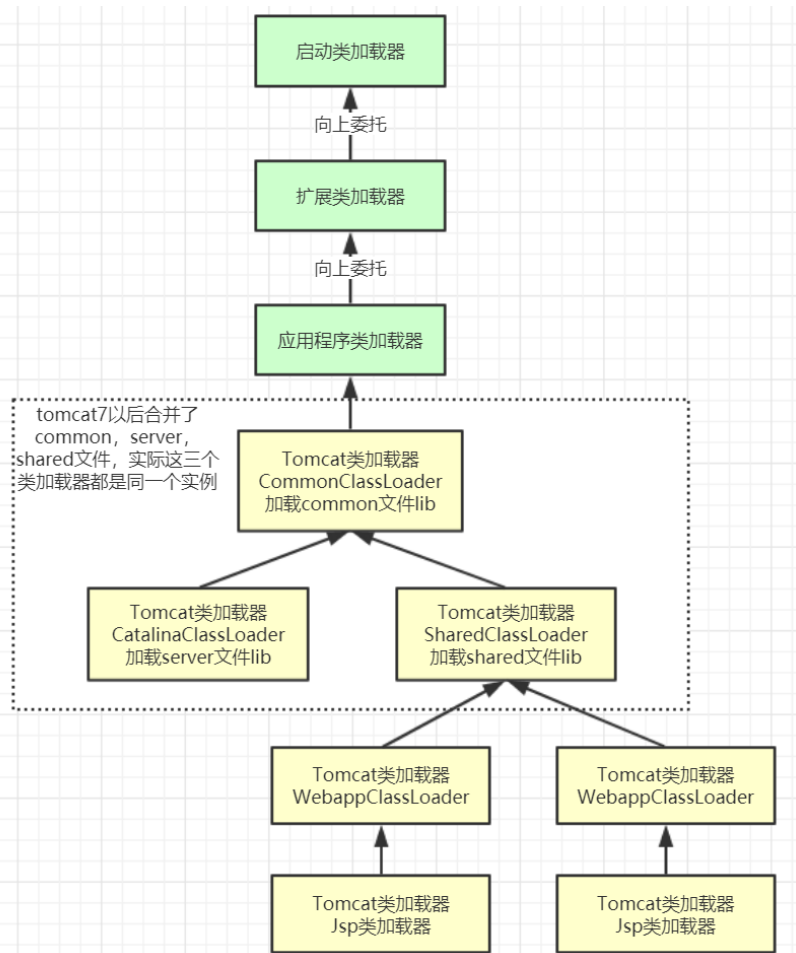 启动类加载器
向上委托
扩展类加载器
向上委托
应用程序类加载器
tomcat7以后合并了
common，server，
shared文件，实际这三个
类加载器都是同一个实例
Tomcat类加载器
CommonClassLoader
加载common文件lib
Tomcat类加载器
CatalinaClassLoader
加载server文件lib
Tomcat类加载器
SharedClassLoader
加载shared文件lib
Tomcat类加载器
WebappClassLoader
Tomcat类加载器
WebappClassLoader
Tomcat类加载器
Jsp类加载器
Tomcat类加载器
Jsp类加载器